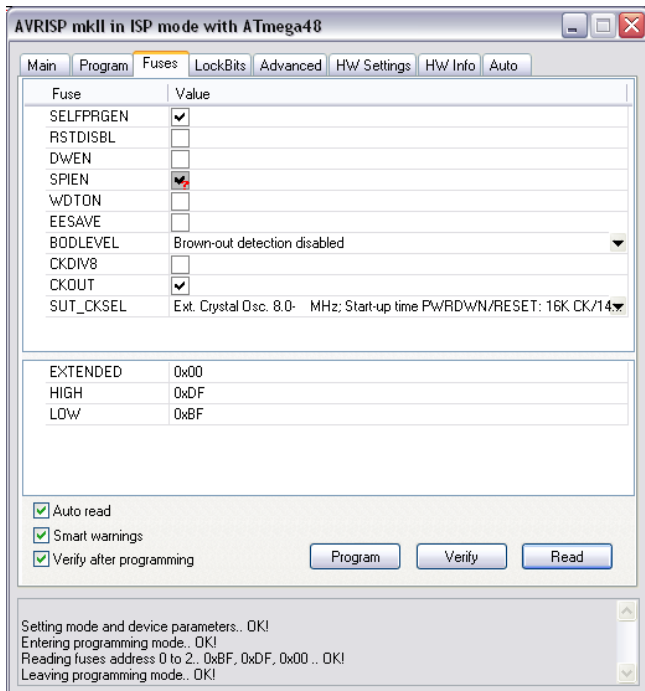 AVRISP mkII in ISP mode with ATmega48
Main Program Fuses LockBits Advanced HW Settings HW Info Auto
Fuse Value
SELFPRGEN
RSTDISBL
DWEN
SPIEN
WDTON
EESAVE
BODLEVEL Brown-out detection disabled
CKDIV8
CKOUT
SUT_CKSEL Ext. Crystal Osc. 8.0- MHz; Start-up time PWRDWN/RESET: 16K CK/14...
EXTENDED 0x00
HIGH 0xDF
LOW 0xBF
Auto read
Smart warnings
Verify after programming
Program Verify Read
Setting mode and device parameters.. OK!
Entering programming mode.. OK!
Reading fuses address 0 to 2.. 0xBF, 0xDF, 0x00 .. OK!
Leaving programming mode.. OK!